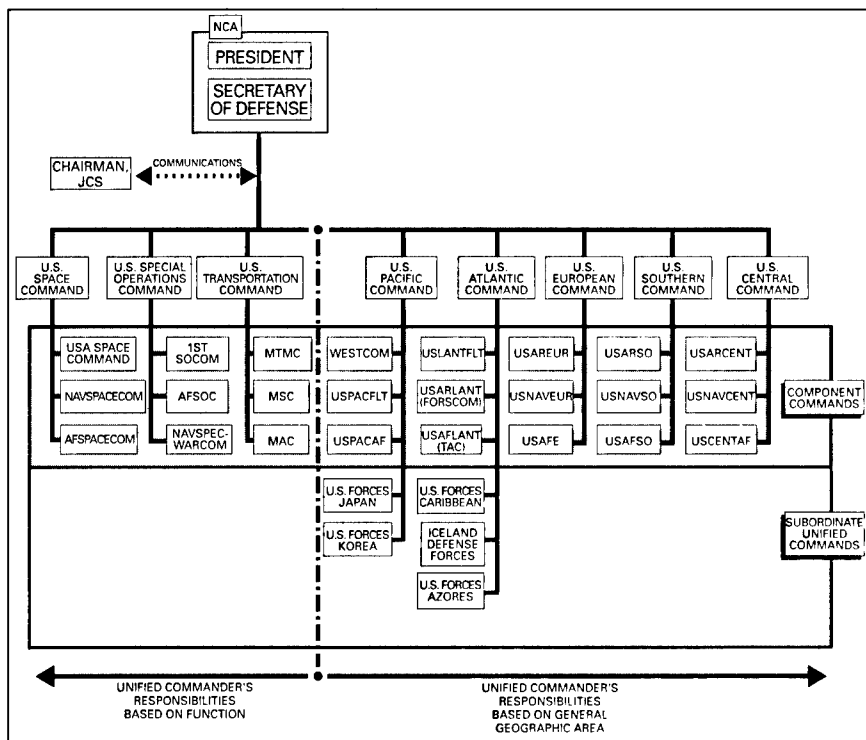 NCA
PRESIDENT
SECRETARY
OF DEFENSE
CHAIRMAN,
JCS
COMMUNICATIONS
U.S.
SPACE
COMMAND
U.S. SPECIAL
OPERATIONS
COMMAND
U.S.
TRANSPORTATION
COMMAND
U.S.
PACIFIC
COMMAND
U.S.
ATLANTIC
COMMAND
U.S.
EUROPEAN
COMMAND
U.S.
SOUTHERN
COMMAND
U.S.
CENTRAL
COMMAND
USA SPACE
COMMAND
NAVSPACECOM
AFSPACECOM
1ST
SOCOM
AFSOC
NAVSPEC-
WARCOM
MTMC
MSC
MAC
WESTCOM
USPACFLT
USPACAF
USLANTFLT
USARLANT
(FORSCOM)
USAFLANT
(TAC)
USAREUR
USNAVEUR
USAFE
USARSO
USNAVSO
USAFSO
USARCENT
USNAVCENT
USCENTAF
COMPONENT
COMMANDS
U.S. FORCES
JAPAN
U.S. FORCES
KOREA
U.S. FORCES
CARIBBEAN
ICELAND
DEFENSE
FORCES
U.S. FORCES
AZORES
SUBORDINATE
UNIFIED
COMMANDS
UNIFIED COMMANDER'S
RESPONSIBILITIES
BASED ON FUNCTION
UNIFIED COMMANDER'S
RESPONSIBILITIES
BASED ON GENERAL
GEOGRAPHIC AREA